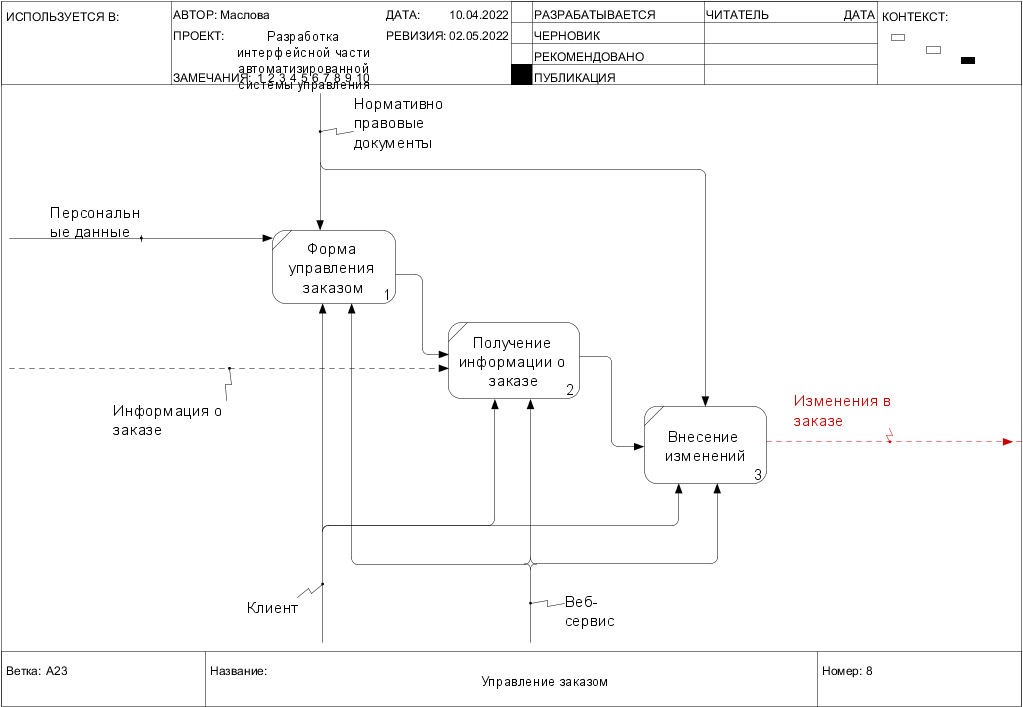 ИСПОЛЬЗУЕТСЯ В:
АВТОР: Маслова
ДАТА: 10.04.2022
ПРОЕКТ: Разработка
интерфейсной части
автоматизированной
системы управления
РЕВИЗИЯ: 02.05.2022
ЗАМЕЧАНИЯ: 1 2 3 4 5 6 7 8 9 10
РАЗРАБАТЫВАЕТСЯ
ЧЕРНОВИК
РЕКОМЕНДОВАНО
ПУБЛИКАЦИЯ
ЧИТАТЕЛЬ ДАТА
КОНТЕКСТ:
Нормативно
правовые
документы
Персональн
ые данные
Форма
управления
заказом
1
Получение
информации о
заказе
2
Информация о
заказе
Изменения в
заказе
Внесение
изменений
3
Клиент
Веб-
сервис
Ветка: A23
Название:
Управление заказом
Номер: 8